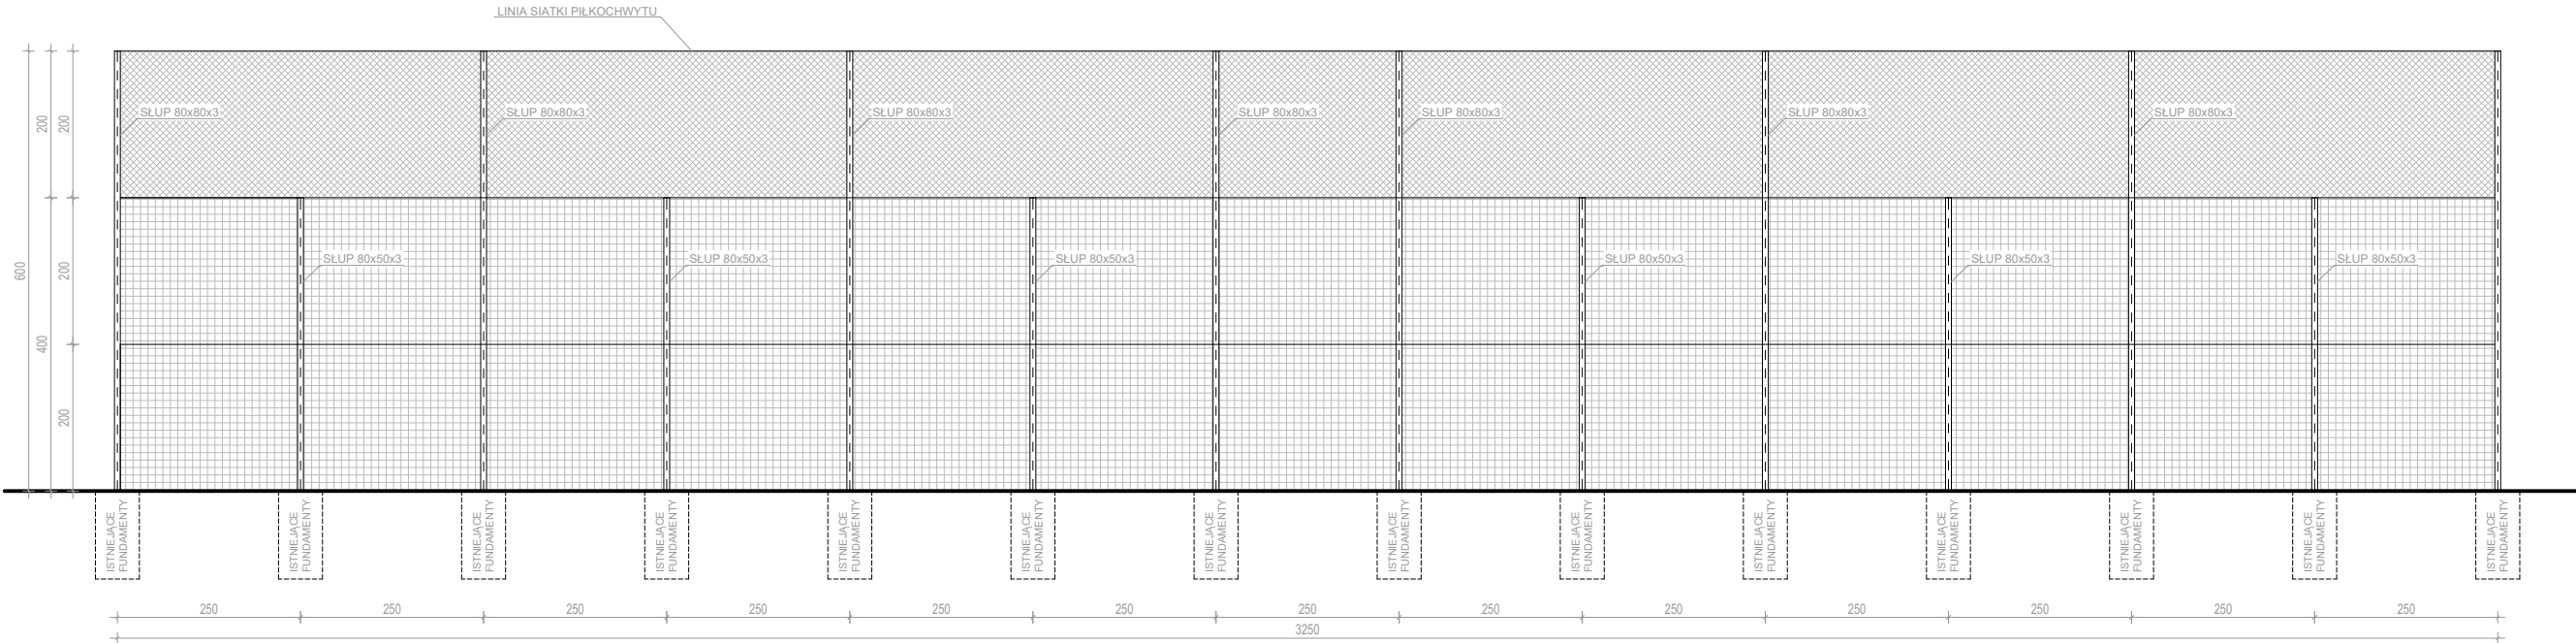 LINIA SIATKI PIŁKOCHWYTU
SŁUP 80x80x3
SŁUP 80x80x3
SŁUP 80x80x3
SŁUP 80x80x3
SŁUP 80x80x3
SŁUP 80x80x3
SŁUP 80x80x3
200
200
SŁUP 80x50x3
SŁUP 80x50x3
SŁUP 80x50x3
SŁUP 80x50x3
SŁUP 80x50x3
SŁUP 80x50x3
600
200
400
200
ISTNIEJĄCE
FUNDAMENTY
ISTNIEJĄCE
FUNDAMENTY
ISTNIEJĄCE
FUNDAMENTY
ISTNIEJĄCE
FUNDAMENTY
ISTNIEJĄCE
FUNDAMENTY
ISTNIEJĄCE
FUNDAMENTY
ISTNIEJĄCE
FUNDAMENTY
ISTNIEJĄCE
FUNDAMENTY
ISTNIEJĄCE
FUNDAMENTY
ISTNIEJĄCE
FUNDAMENTY
ISTNIEJĄCE
FUNDAMENTY
ISTNIEJĄCE
FUNDAMENTY
ISTNIEJĄCE
FUNDAMENTY
ISTNIEJĄCE
FUNDAMENTY
250
250
250
250
250
250
250
250
250
250
250
250
250
3250